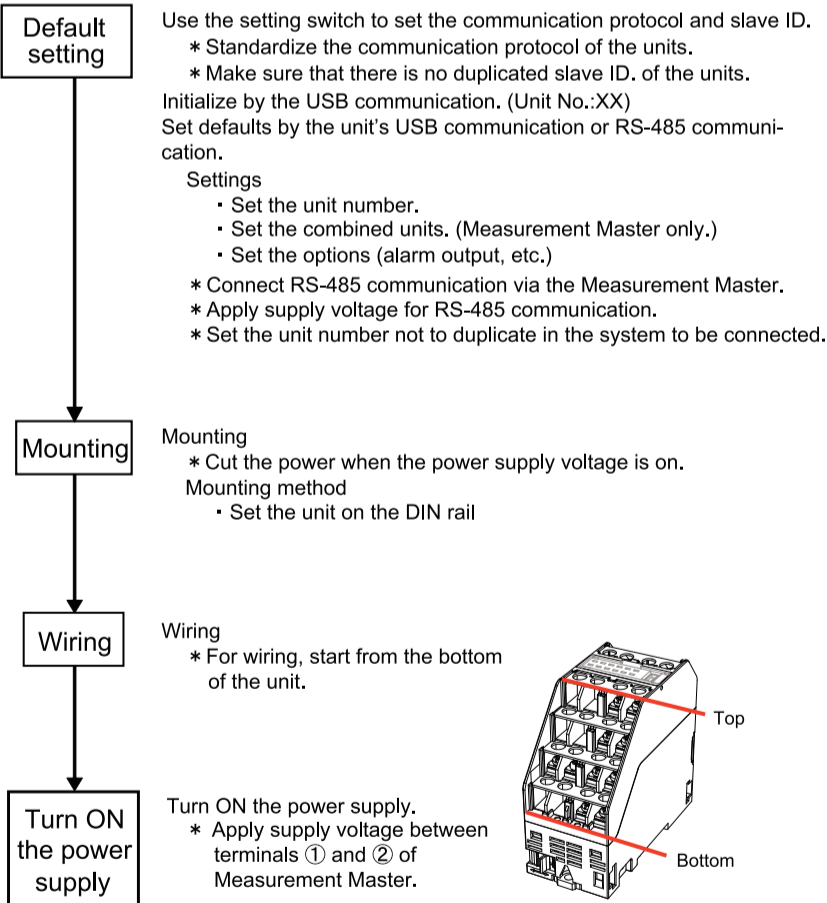 Default
setting
Use the setting switch to set the communication protocol and slave ID.
* Standardize the communication protocol of the units.
* Make sure that there is no duplicated slave ID. of the units.
Initialize by the USB communication. (Unit No.:XX)
Set defaults by the unit's USB communication or RS-485 communi-
cation.
Settings
・Set the unit number.
・Set the combined units. (Measurement Master only.)
・Set the options (alarm output, etc.)
* Connect RS-485 communication via the Measurement Master.
* Apply supply voltage for RS-485 communication.
* Set the unit number not to duplicate in the system to be connected.
Mounting
Mounting
* Cut the power when the power supply voltage is on.
Mounting method
・Set the unit on the DIN rail
Wiring
Wiring
* For wiring, start from the bottom
of the unit.
Top
Bottom
Turn ON
the power
supply
Turn ON the power supply.
* Apply supply voltage between
terminals ① and ② of
Measurement Master.